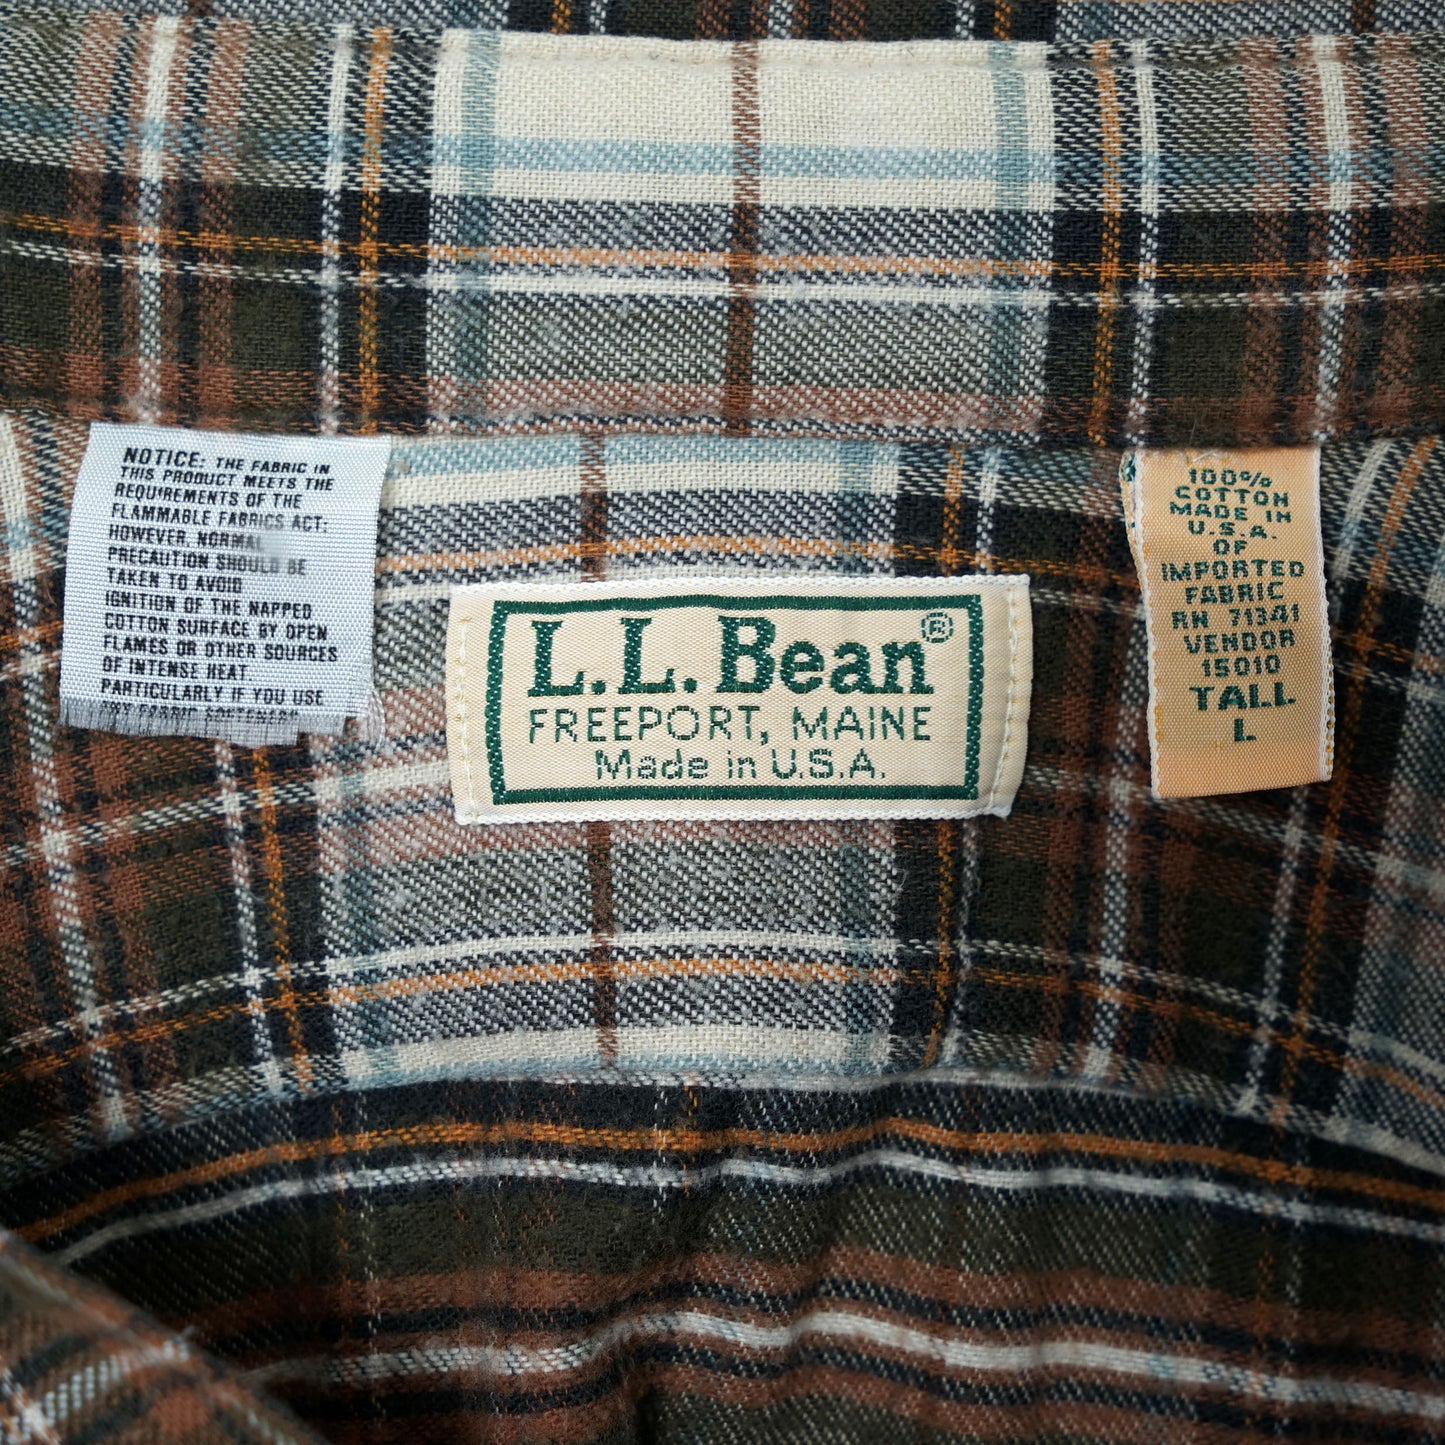 NOTICE: THE FABRIC IN
THIS PRODUCT MEETS THE
REQUIREMENTS OF THE
FLAMMABLE FABRICS ACT;
HOWEVER, NORMAL
PRECAUTION SHOULD BE
TAKEN TO AVOID
IGNITION OF THE NAPPED
COTTON SURFACE BY OPEN
FLAMES OR OTHER SOURCES
OF INTENSE HEAT
PARTICULARLY IF YOU USE
ANY FABRIC SOFTENERS
L.L.Bean®
FREEPORT, MAINE
Made in U.S.A.
100%
COTTON
MADE IN
U.S.A.
OF
IMPORTED
FABRIC
RN 71341
VENDOR
15010
TALL
L